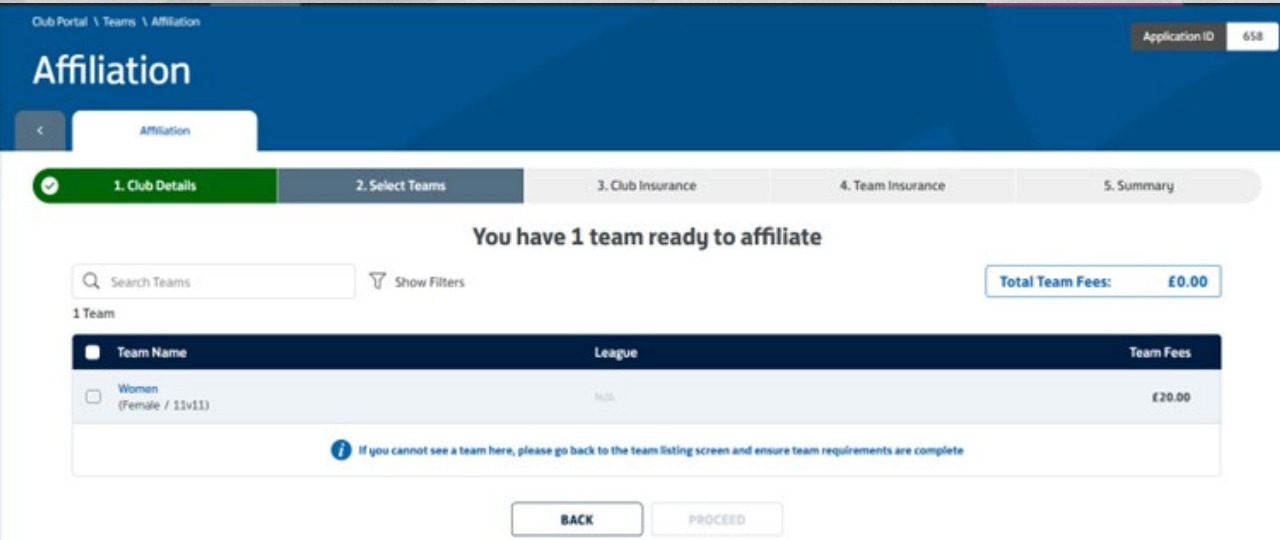 Club Portal \ Teams \ Affiliation
Application ID 658
Affiliation
Affiliation
1. Club Details 2. Select Teams 3. Club Insurance 4. Team Insurance 5. Summary
You have 1 team ready to affiliate
Search Teams Show Filters Total Team Fees: £0.00
1 Team
Team Name League Team Fees
Women
(Female / 11v11) N/A £20.00
If you cannot see a team here, please go back to the team listing screen and ensure team requirements are complete
BACK PROCEED